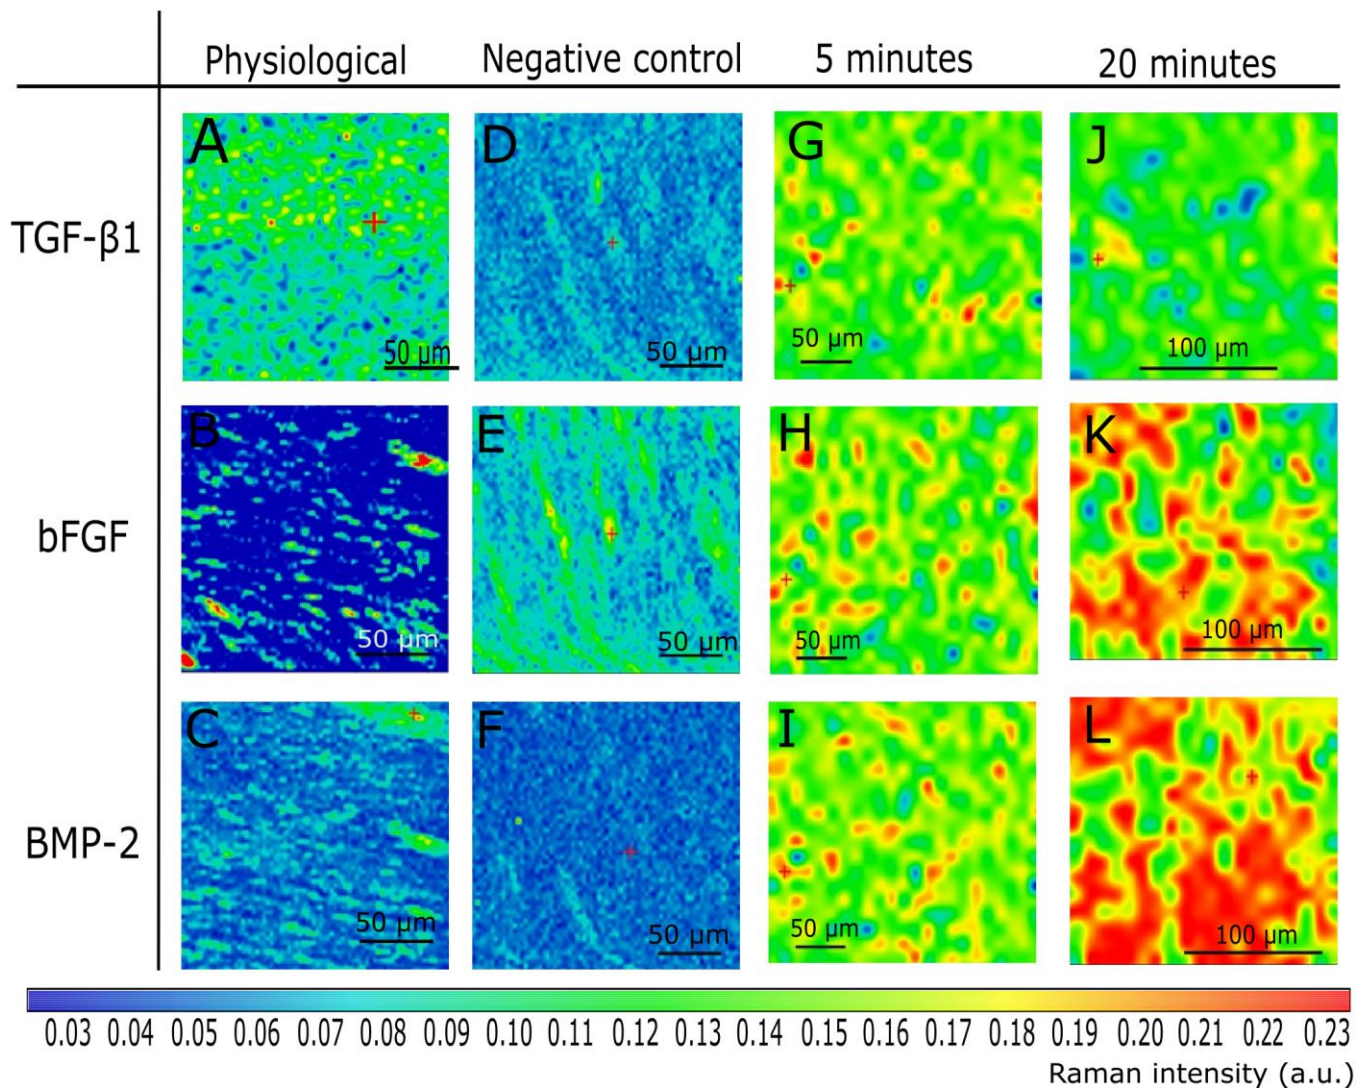 Physiological Negative control 5 minutes 20 minutes
TGF-β1 A 50 µm D 50 µm G 50 µm J 100 µm
bFGF B 50 µm E 50 µm H 50 µm K 100 µm
BMP-2 C 50 µm F 50 µm I 50 µm L 100 µm
0.03 0.04 0.05 0.06 0.07 0.08 0.09 0.10 0.11 0.12 0.13 0.14 0.15 0.16 0.17 0.18 0.19 0.20 0.21 0.22 0.23
Raman intensity (a.u.)